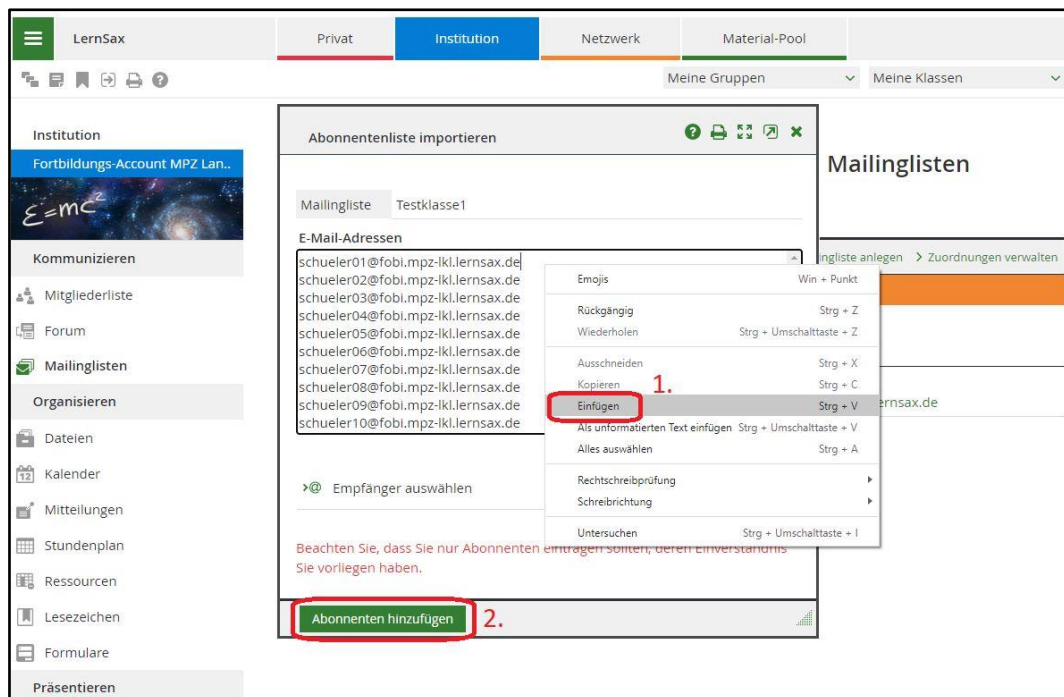 LernSax
Privat
Institution
Netzwerk
Material-Pool
Meine Gruppen
Meine Klassen
Institution
Fortbildungs-Account MPZ Lan..
ε=mc²
Kommunizieren
Mitgliederliste
Forum
Mailinglisten
Organisieren
Dateien
12 Kalender
Mitteilungen
Stundenplan
Ressourcen
Lesezeichen
Formulare
Präsentieren
Abonnentenliste importieren
Mailingliste Testklasse1
E-Mail-Adressen
schueler01@fobi.mpz-lkl.lernsax.de
schueler02@fobi.mpz-lkl.lernsax.de
schueler03@fobi.mpz-lkl.lernsax.de
schueler04@fobi.mpz-lkl.lernsax.de
schueler05@fobi.mpz-lkl.lernsax.de
schueler06@fobi.mpz-lkl.lernsax.de
schueler07@fobi.mpz-lkl.lernsax.de
schueler08@fobi.mpz-lkl.lernsax.de
schueler09@fobi.mpz-lkl.lernsax.de
schueler10@fobi.mpz-lkl.lernsax.de
>@ Empfänger auswählen
Beachten Sie, dass Sie nur Abonnenten eintragen sollten, deren Einverständnis
Sie vorliegen haben.
Abonnenten hinzufügen 2.
Emojis Win + Punkt
Rückgängig Strg + Z
Wiederholen Strg + Umschalttaste + Z
Ausschneiden Strg + X
Kopieren 1. Strg + C
Einfügen Strg + V
Als unformatierten Text einfügen Strg + Umschalttaste + V
Alles auswählen Strg + A
Rechtschreibprüfung
Schreibrichtung
Untersuchen Strg + Umschalttaste + I
Mailinglisten
ngliste anlegen > Zuordnungen verwalten
ernsax.de